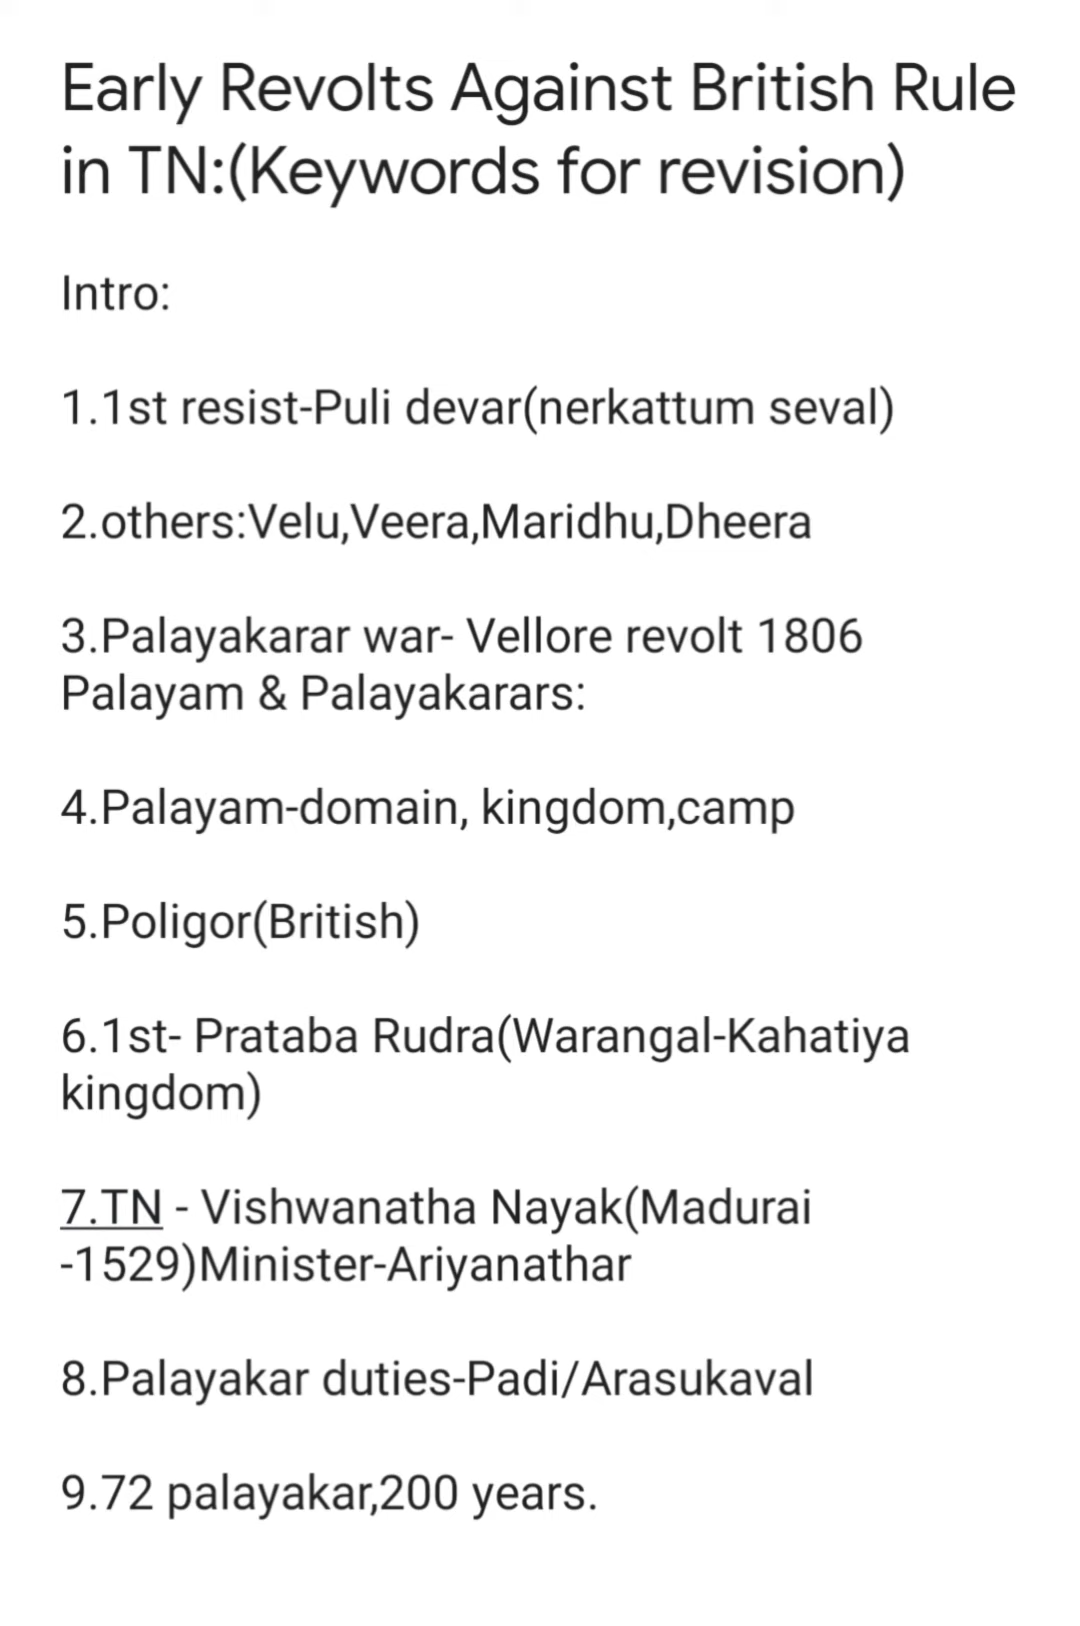 Early Revolts Against British Rule
in TN:(Keywords for revision)
Intro:
1.1st resist-Puli devar(nerkattum seval)
2.others:Velu,Veera,Maridhu,Dheera
3.Palayakarar war- Vellore revolt 1806
Palayam & Palayakarars:
4.Palayam-domain, kingdom,camp
5.Poligor(British)
6.1st- Prataba Rudra(Warangal-Kahatiya
kingdom)
7.TN - Vishwanatha Nayak(Madurai
-1529)Minister-Ariyanathar
8.Palayakar duties-Padi/Arasukaval
9.72 palayakar,200 years.